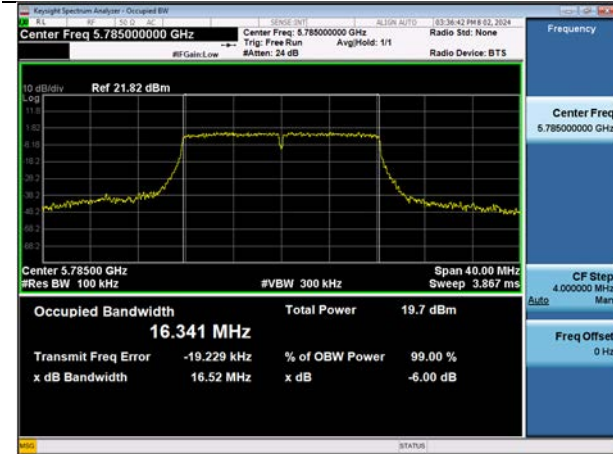 Keysight Spectrum Analyzer - Occupied BW
RL RF 50 Ω AC SENSE:INT ALIGN AUTO 03:36:42 PM 8 02, 2024
Center Freq 5.785000000 GHz
Center Freq: 5.785000000 GHz
Radio Std: None
Trig: Free Run Avg|Hold: 1/1
#IFGain:Low #Atten: 24 dB Radio Device: BTS
Frequency
10 dB/div Ref 21.82 dBm
Log
11.8
1.82
-8.18
-18.2
-28.2
-38.2
-48.2
-58.2
-68.2
Center 5.78500 GHz Span 40.00 MHz
#Res BW 100 kHz #VBW 300 kHz Sweep 3.867 ms
Occupied Bandwidth Total Power 19.7 dBm
16.341 MHz
Transmit Freq Error -19.229 kHz % of OBW Power 99.00 %
x dB Bandwidth 16.52 MHz x dB -6.00 dB
Center Freq
5.785000000 GHz
CF Step
4.000000 MHz
Auto Man
Freq Offset
0 Hz
MSG STATUS